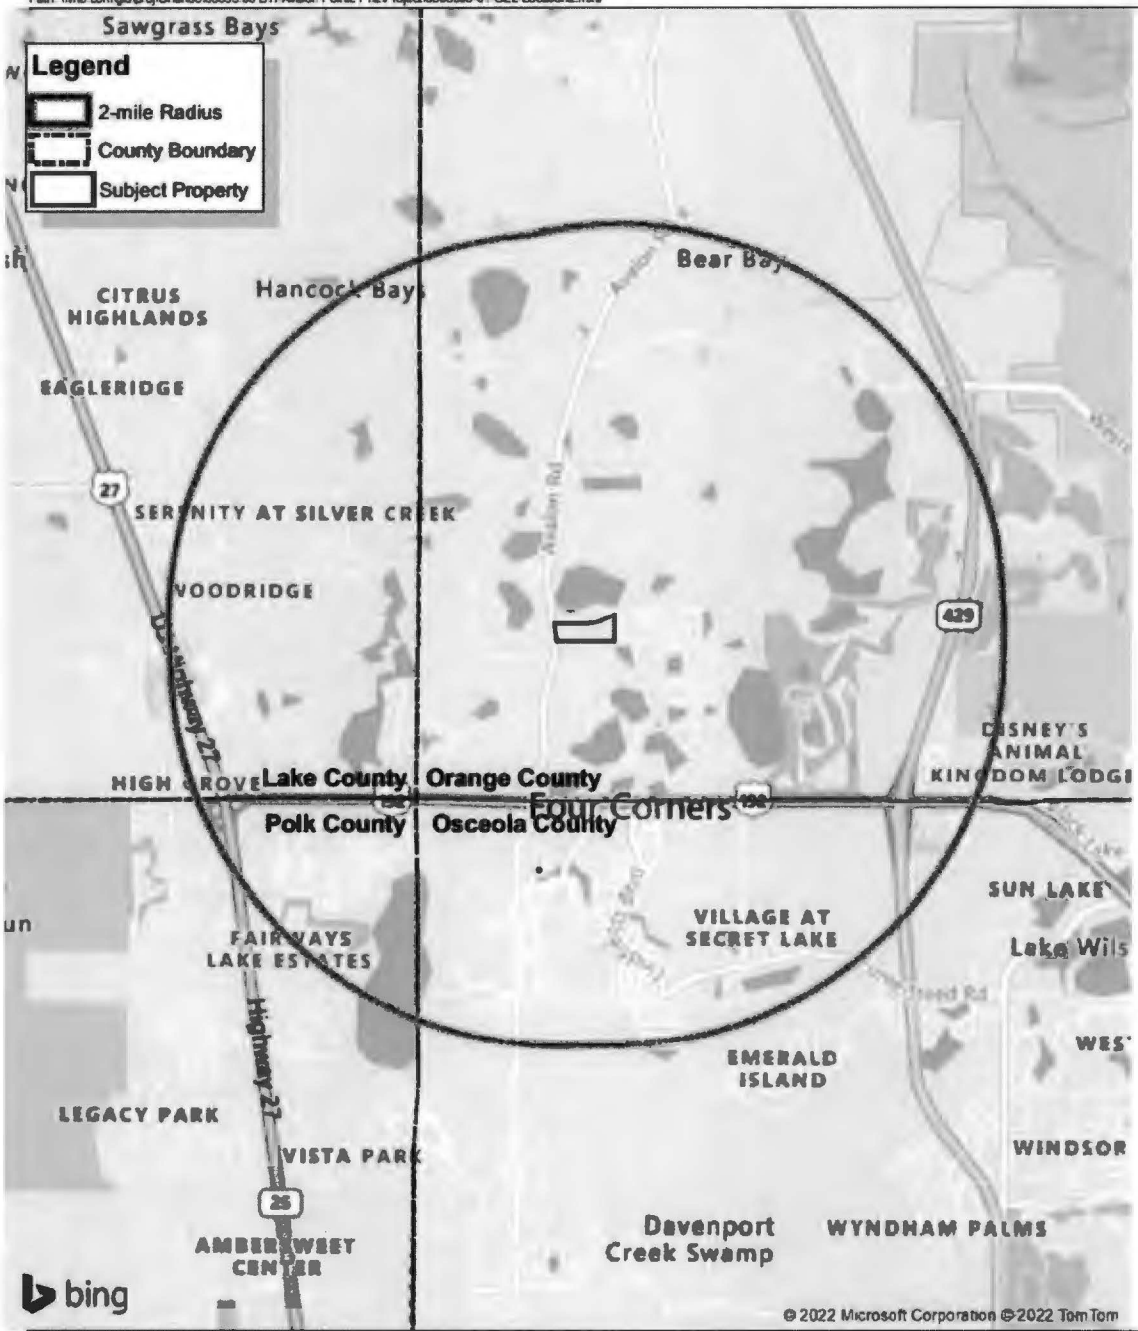 Sawgrass Bays
Legend
2-mile Radius
County Boundary
Subject Property
Bear Bay
Hancock Bays
CITRUS
HIGHLANDS
EAGLERIDGE
27
Avalon Rd
SERENITY AT SILVER CREEK
WOODRIDGE
429
DISNEY'S
ANIMAL
KINGDOM LODGE
HIGH GROVE
Lake County
Orange County
192
Four Corners
192
Polk County
Osceola County
SUN LAKE
un
VILLAGE AT
SECRET LAKE
FAIRWAYS
LAKE ESTATES
Lake Wils
WES
EMERALD
ISLAND
Highway 27
LEGACY PARK
VISTA PARK
WINDSOR
25
Davenport
Creek Swamp
WYNDHAM PALMS
AMBERSWEET
CENTER
bing
© 2022 Microsoft Corporation © 2022 TomTom